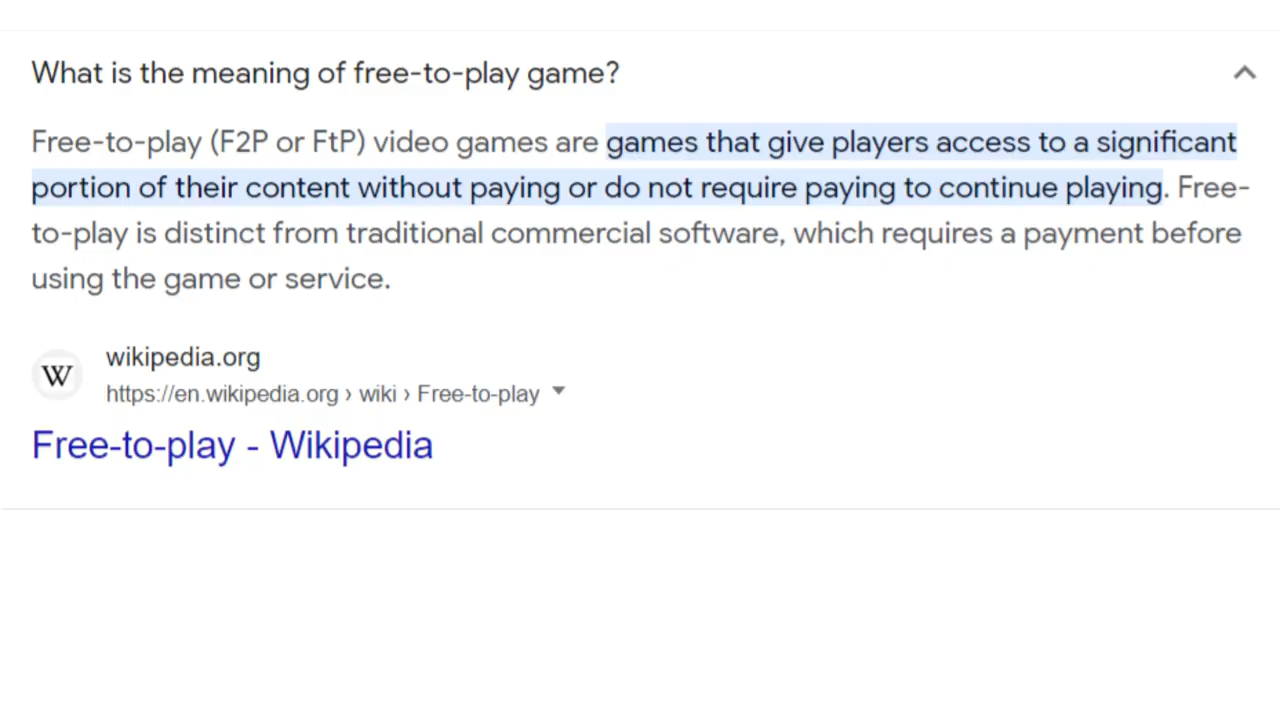 What is the meaning of free-to-play game?
Free-to-play (F2P or FtP) video games are games that give players access to a significant
portion of their content without paying or do not require paying to continue playing. Free-
to-play is distinct from traditional commercial software, which requires a payment before
using the game or service.
W
wikipedia.org
https://en.wikipedia.org › wiki › Free-to-play
Free-to-play - Wikipedia